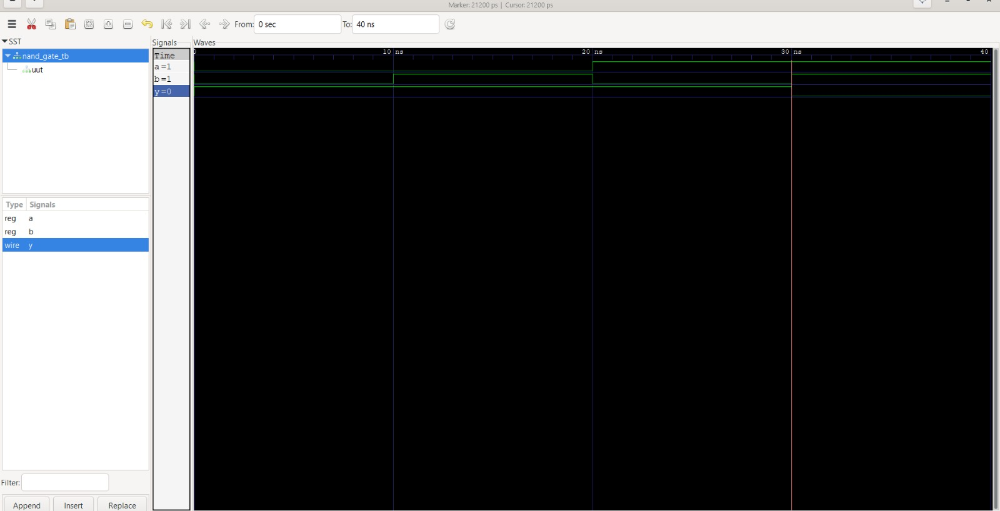 Marker: 21200 ps | Cursor: 21200 ps
From: 0 sec To: 40 ns
SST
nand_gate_tb
uut
Type Signals
reg a
reg b
wire y
Filter:
Append Insert Replace
Signals
Time
a=1
b=1
y=0
Waves
0 10 ns 20 ns 30 ns 40